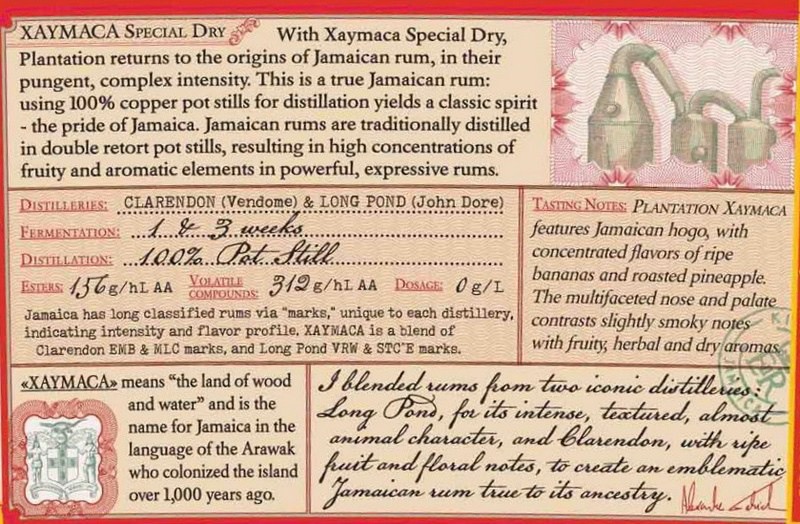 XAYMACA SPECIAL DRY With Xaymaca Special Dry,
Plantation returns to the origins of Jamaican rum, in their
pungent, complex intensity. This is a true Jamaican rum:
using 100% copper pot stills for distillation yields a classic spirit
- the pride of Jamaica. Jamaican rums are traditionally distilled
in double retort pot stills, resulting in high concentrations of
fruity and aromatic elements in powerful, expressive rums.
DISTILLERIES: CLARENDON (Vendome) & LONG POND (John Dore)
FERMENTATION: 1 & 3 weeks
DISTILLATION: 100% Pot Still
ESTERS: 156 g/hL AA VOLATILE COMPOUNDS: 312 g/hL AA DOSAGE: 0 g/L
Jamaica has long classified rums via "marks," unique to each distillery,
indicating intensity and flavor profile. XAYMACA is a blend of
Clarendon EMB & MLC marks, and Long Pond VRW & STC^E marks.
TASTING NOTES: PLANTATION XAYMACA
features Jamaican hogo, with
concentrated flavors of ripe
bananas and roasted pineapple.
The multifaceted nose and palate
contrasts slightly smoky notes
with fruity, herbal and dry aromas.
«XAYMACA» means "the land of wood
and water" and is the
name for Jamaica in the
language of the Arawak
who colonized the island
over 1,000 years ago.
I blended rums from two iconic distilleries:
Long Pond, for its intense, textured, almost
animal character, and Clarendon, with ripe
fruit and floral notes, to create an emblematic
Jamaican rum true to its ancestry.